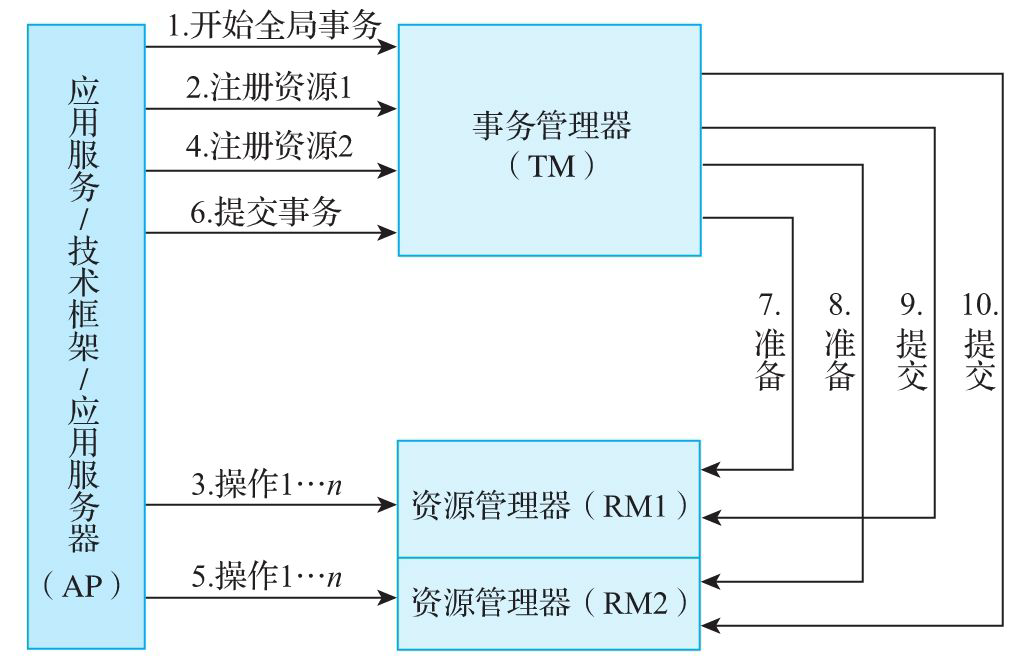 应用服务/技术框架/应用服务器
（AP）
1.开始全局事务
2.注册资源1
4.注册资源2
6.提交事务
事务管理器
（TM）
7.准备
8.准备
9.提交
10.提交
3.操作1…n
资源管理器（RM1）
5.操作1…n
资源管理器（RM2）